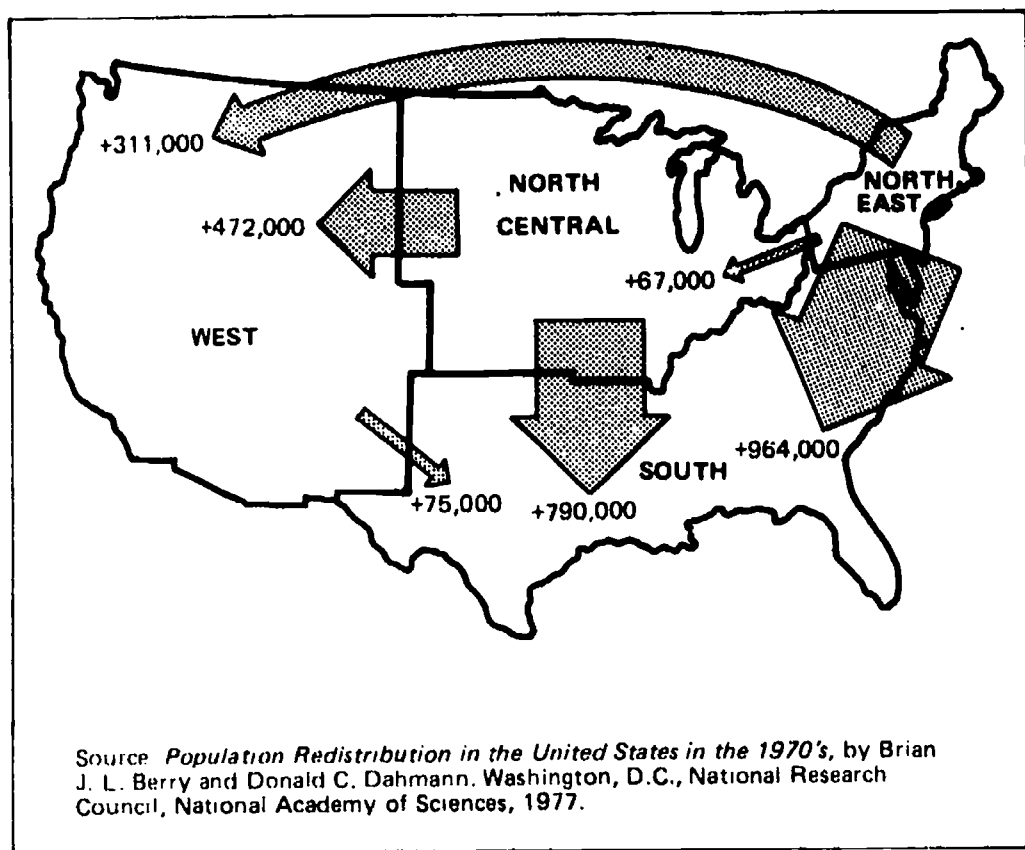 +311,000
NORTH
CENTRAL
NORTH
EAST
+472,000
+67,000
WEST
+964,000
SOUTH
+75,000
+790,000
Source Population Redistribution in the United States in the 1970's, by Brian
J. L. Berry and Donald C. Dahmann. Washington, D.C., National Research
Council, National Academy of Sciences, 1977.